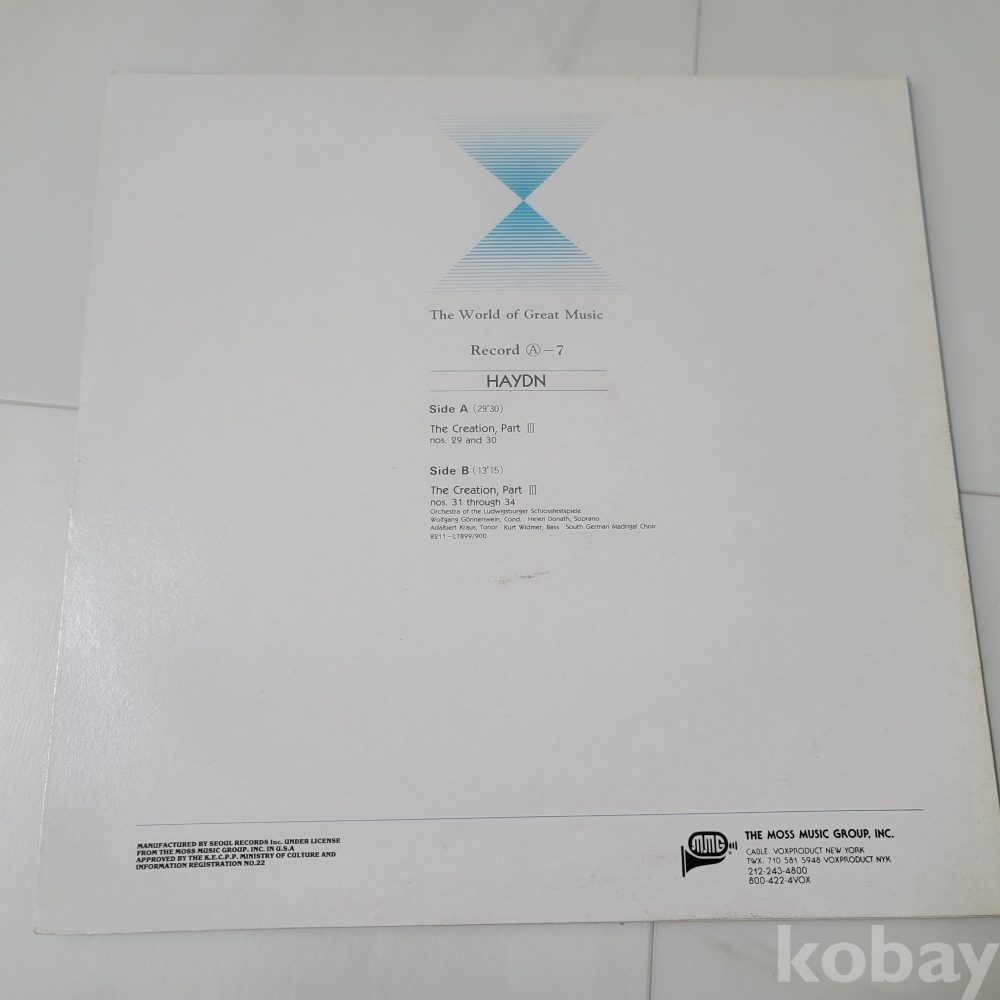 The World of Great Music
Record Ⓐ–7
HAYDN
Side A (29'30)
The Creation, Part Ⅲ
nos. 29 and 30
Side B (13'15)
The Creation, Part Ⅲ
nos. 31 through 34
Orchestra of the Ludwigsburger Schlossfestspiele
Wolfgang Gönnenwein, Cond. Helen Donath, Soprano
Adalbert Kraus, Tonor Kurt Widmer, Bass South German Madrigal Choir
B211–L7899/900
MANUFACTURED BY SEOUL RECORDS Inc. UNDER LICENSE
FROM THE MOSS MUSIC GROUP. INC. IN U.S.A
APPROVED BY THE K.E.C.P.P. MINISTRY OF CULTURE AND
INFORMATION REGISTRATION NO.22
MMG
THE MOSS MUSIC GROUP, INC.
CABLE: VOXPRODUCT NEW YORK
TWX: 710 581 5948 VOXPRODUCT NYK
212-243-4800
800-422-4VOX
kobay